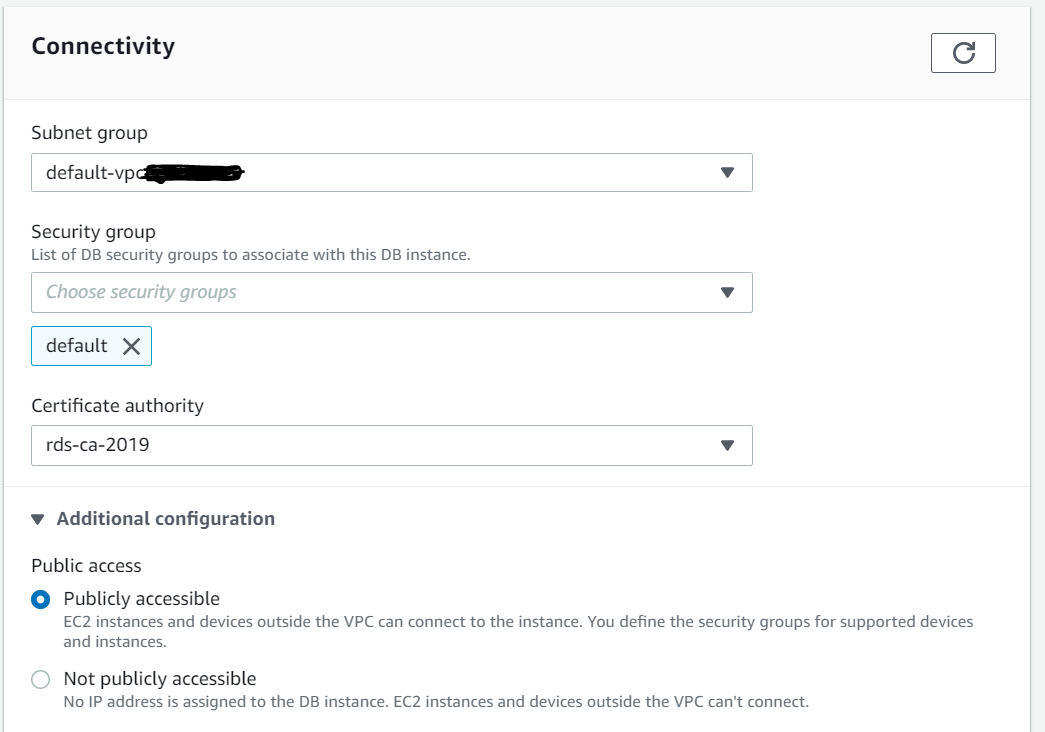 Connectivity
Subnet group
default-vpc
Security group
List of DB security groups to associate with this DB instance.
Choose security groups
default
Certificate authority
rds-ca-2019
Additional configuration
Public access
Publicly accessible
EC2 instances and devices outside the VPC can connect to the instance. You define the security groups for supported devices
and instances.
Not publicly accessible
No IP address is assigned to the DB instance. EC2 instances and devices outside the VPC can't connect.